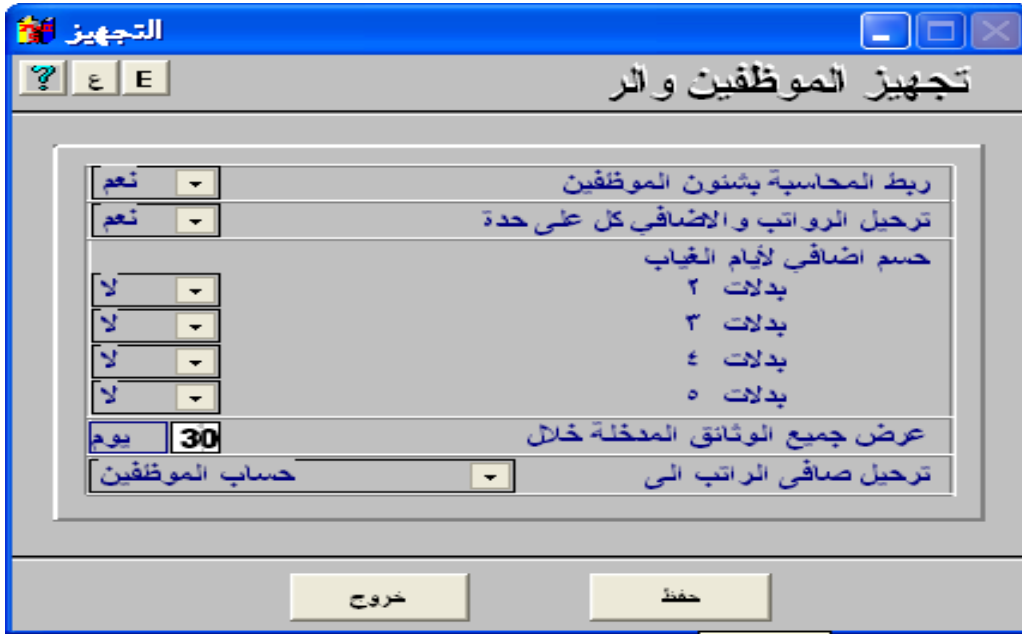 التجهيز
تجهيز الموظفين والر
E ع ?
ربط المحاسبة بشئون الموظفين نعم
ترحيل الرواتب والاضافي كل على حدة نعم
حسم اضافي لأيام الغياب
بدلات ٢ لا
بدلات ٣ لا
بدلات ٤ لا
بدلات ٥ لا
عرض جميع الوثائق المدخلة خلال 30 يوم
ترحيل صافى الراتب الى حساب الموظفين
حفظ خروج